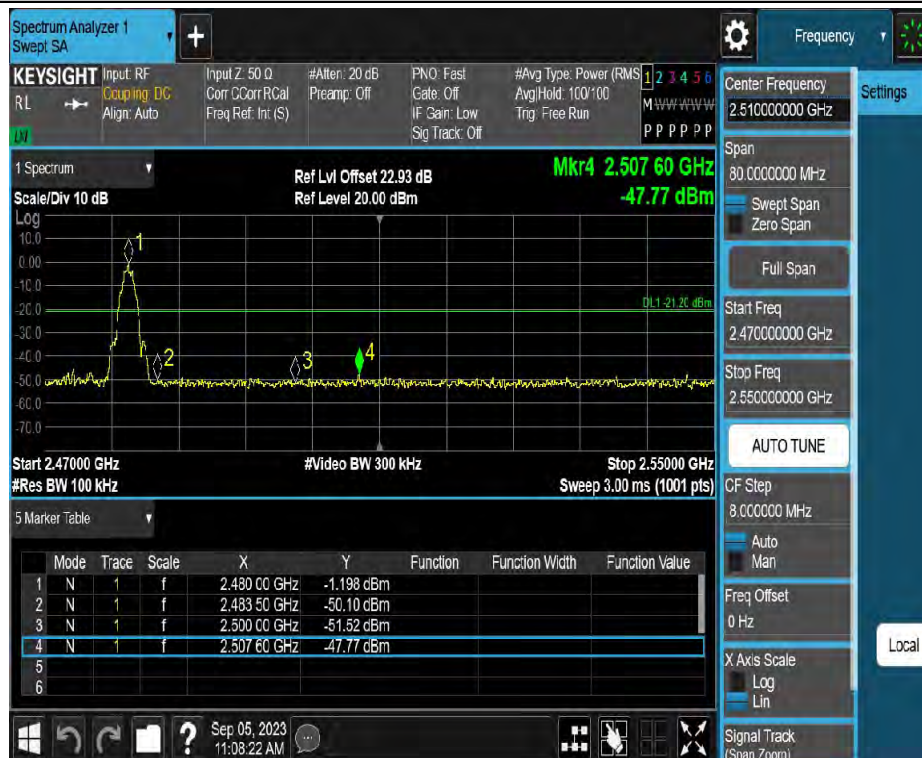 Spectrum Analyzer 1
Swept SA
+
Frequency
KEYSIGHT
RL
LXI
Input: RF
Coupling: DC
Align: Auto
Input Z: 50 Ω
Corr CCorr RCal
Freq Ref: Int (S)
#Atten: 20 dB
Preamp: Off
PNO: Fast
Gate: Off
IF Gain: Low
Sig Track: Off
#Avg Type: Power (RMS
Avg|Hold: 100/100
Trig: Free Run
1 2 3 4 5 6
M W W W W W
P P P P P P
1 Spectrum
Scale/Div 10 dB
Ref Lvl Offset 22.93 dB
Ref Level 20.00 dBm
Mkr4 2.507 60 GHz
-47.77 dBm
Log
10.0
0.00
-10.0
-20.0
-30.0
-40.0
-50.0
-60.0
-70.0
1
2
3
4
DL1 -21.20 dBm
Start 2.47000 GHz
#Video BW 300 kHz
Stop 2.55000 GHz
#Res BW 100 kHz
Sweep 3.00 ms (1001 pts)
5 Marker Table
Mode Trace Scale X Y Function Function Width Function Value
1 N 1 f 2.480 00 GHz -1.198 dBm
2 N 1 f 2.483 50 GHz -50.10 dBm
3 N 1 f 2.500 00 GHz -51.52 dBm
4 N 1 f 2.507 60 GHz -47.77 dBm
5
6
?
Sep 05, 2023
11:08:22 AM
Center Frequency
2.510000000 GHz
Settings
Span
80.0000000 MHz
Swept Span
Zero Span
Full Span
Start Freq
2.470000000 GHz
Stop Freq
2.550000000 GHz
AUTO TUNE
CF Step
8.000000 MHz
Auto
Man
Freq Offset
0 Hz
Local
X Axis Scale
Log
Lin
Signal Track
(Span Zoom)